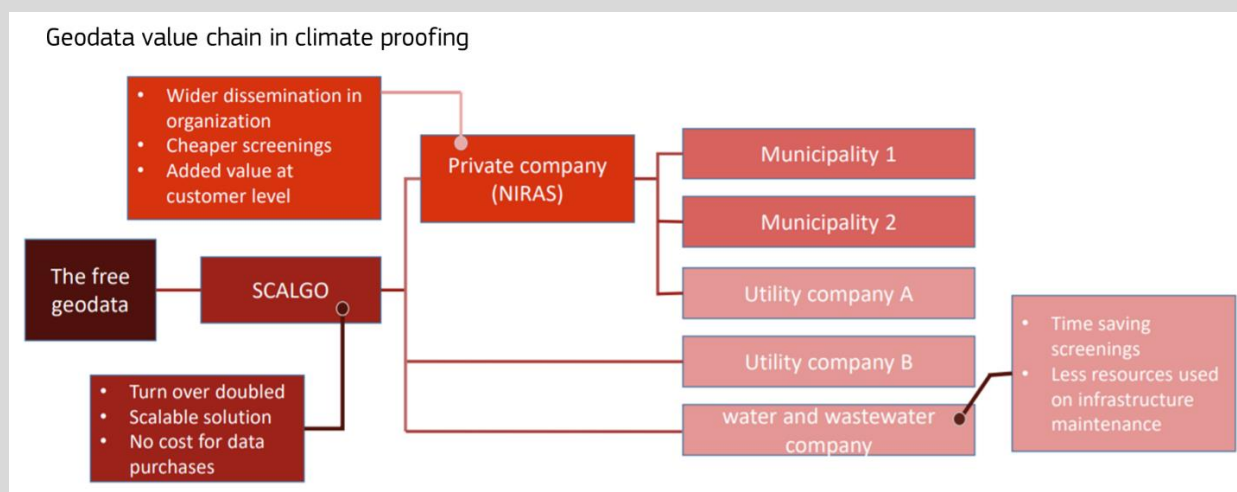 Geodata value chain in climate proofing
• Wider dissemination in
organization
• Cheaper screenings
• Added value at
customer level
Private company
(NIRAS)
Municipality 1
Municipality 2
The free
geodata
SCALGO
Utility company A
Utility company B
water and wastewater
company
• Time saving
screenings
• Less resources used
on infrastructure
maintenance
• Turn over doubled
• Scalable solution
• No cost for data
purchases